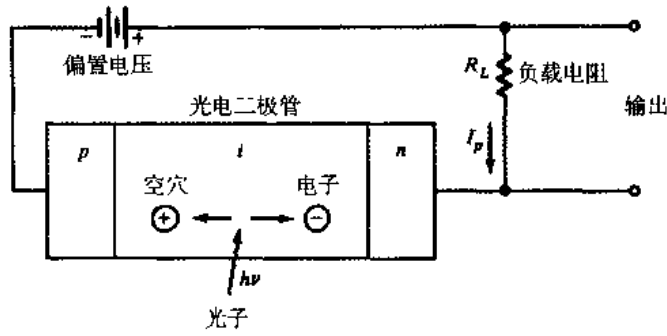 − +
偏置电压
R_L 负载电阻
光电二极管
输出
p i n
I_p
空穴 电子
+ −
hν
光子